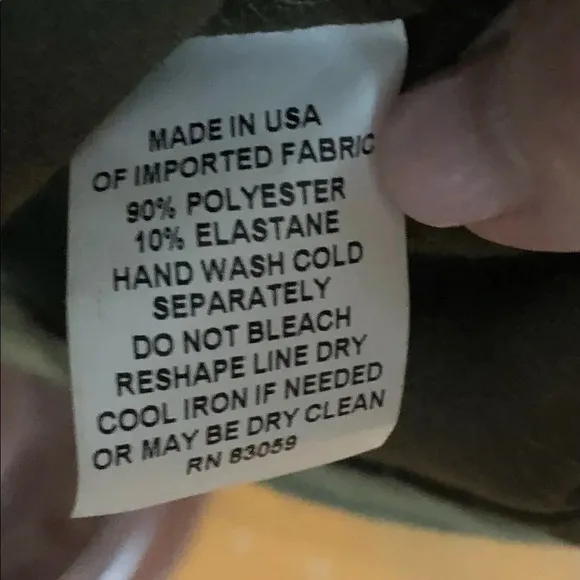 MADE IN USA
OF IMPORTED FABRIC
90% POLYESTER
10% ELASTANE
HAND WASH COLD
SEPARATELY
DO NOT BLEACH
RESHAPE LINE DRY
COOL IRON IF NEEDED
OR MAY BE DRY CLEAN
RN 83059